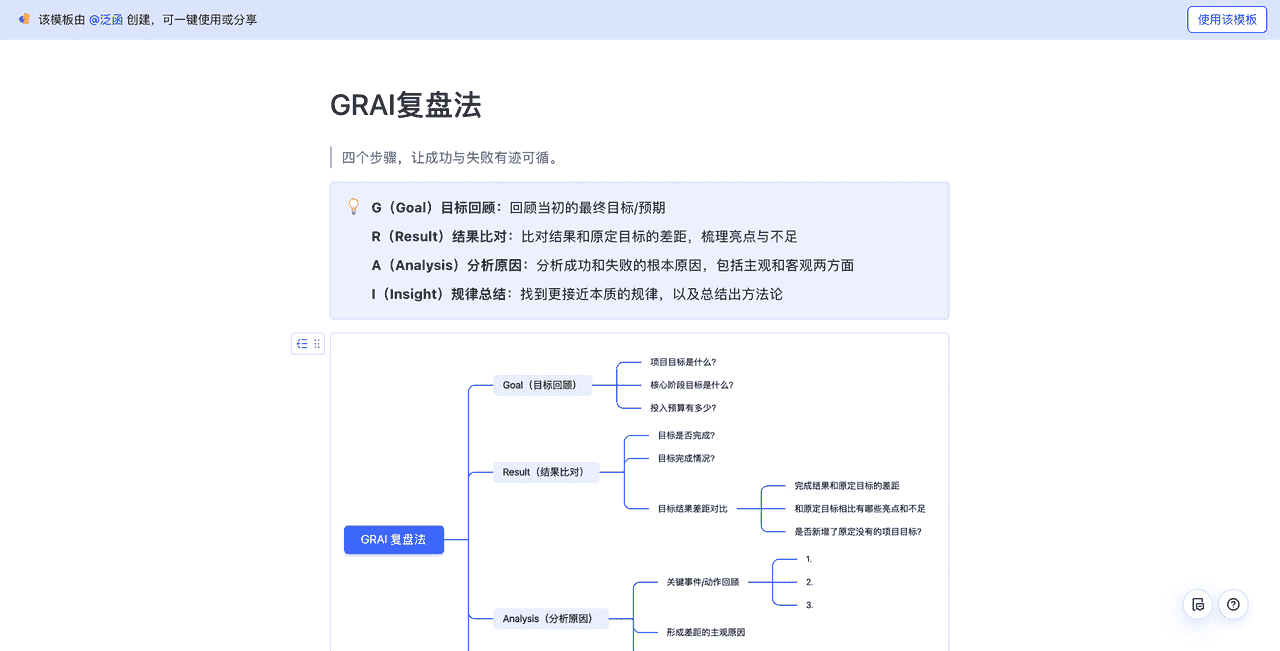 该模板由 @泛函 创建，可一键使用或分享
使用该模板
GRAI复盘法
四个步骤，让成功与失败有迹可循。
G（Goal）目标回顾：回顾当初的最终目标/预期
R（Result）结果比对：比对结果和原定目标的差距，梳理亮点与不足
A（Analysis）分析原因：分析成功和失败的根本原因，包括主观和客观两方面
I（Insight）规律总结：找到更接近本质的规律，以及总结出方法论
GRAI 复盘法
Goal（目标回顾）
项目目标是什么?
核心阶段目标是什么?
投入预算有多少?
Result（结果比对）
目标是否完成?
目标完成情况?
目标结果差距对比
完成结果和原定目标的差距
和原定目标相比有哪些亮点和不足
是否新增了原定没有的项目目标?
Analysis（分析原因）
关键事件/动作回顾
1.
2.
3.
形成差距的主观原因